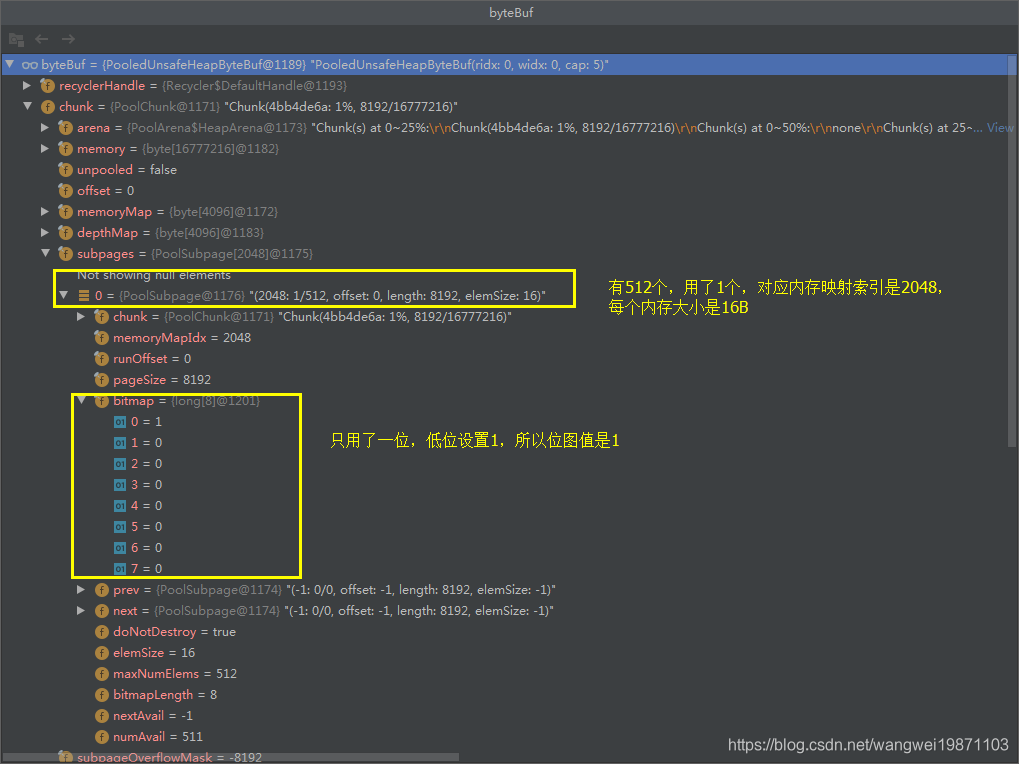 byteBuf
byteBuf = {PooledUnsafeHeapByteBuf@1189} "PooledUnsafeHeapByteBuf(ridx: 0, widx: 0, cap: 5)"
recyclerHandle = {Recycler$DefaultHandle@1193}
chunk = {PoolChunk@1171} "Chunk(4bb4de6a: 1%, 8192/16777216)"
arena = {PoolArena$HeapArena@1173} "Chunk(s) at 0~25%:\r\nChunk(4bb4de6a: 1%, 8192/16777216)\r\nChunk(s) at 0~50%:\r\nnone\r\nChunk(s) at 25~... View
memory = {byte[16777216]@1182}
unpooled = false
offset = 0
memoryMap = {byte[4096]@1172}
depthMap = {byte[4096]@1183}
subpages = {PoolSubpage[2048]@1175}
Not showing null elements
0 = {PoolSubpage@1176} "(2048: 1/512, offset: 0, length: 8192, elemSize: 16)"
有512个，用了1个，对应内存映射索引是2048，
每个内存大小是16B
chunk = {PoolChunk@1171} "Chunk(4bb4de6a: 1%, 8192/16777216)"
memoryMapIdx = 2048
runOffset = 0
pageSize = 8192
bitmap = {long[8]@1201}
0 = 1
1 = 0
只用了一位，低位设置1，所以位图值是1
2 = 0
3 = 0
4 = 0
5 = 0
6 = 0
7 = 0
prev = {PoolSubpage@1174} "(-1: 0/0, offset: -1, length: 8192, elemSize: -1)"
next = {PoolSubpage@1174} "(-1: 0/0, offset: -1, length: 8192, elemSize: -1)"
doNotDestroy = true
elemSize = 16
maxNumElems = 512
bitmapLength = 8
nextAvail = -1
numAvail = 511
subpageOverflowMask = -8192
https://blog.csdn.net/wangwei19871103